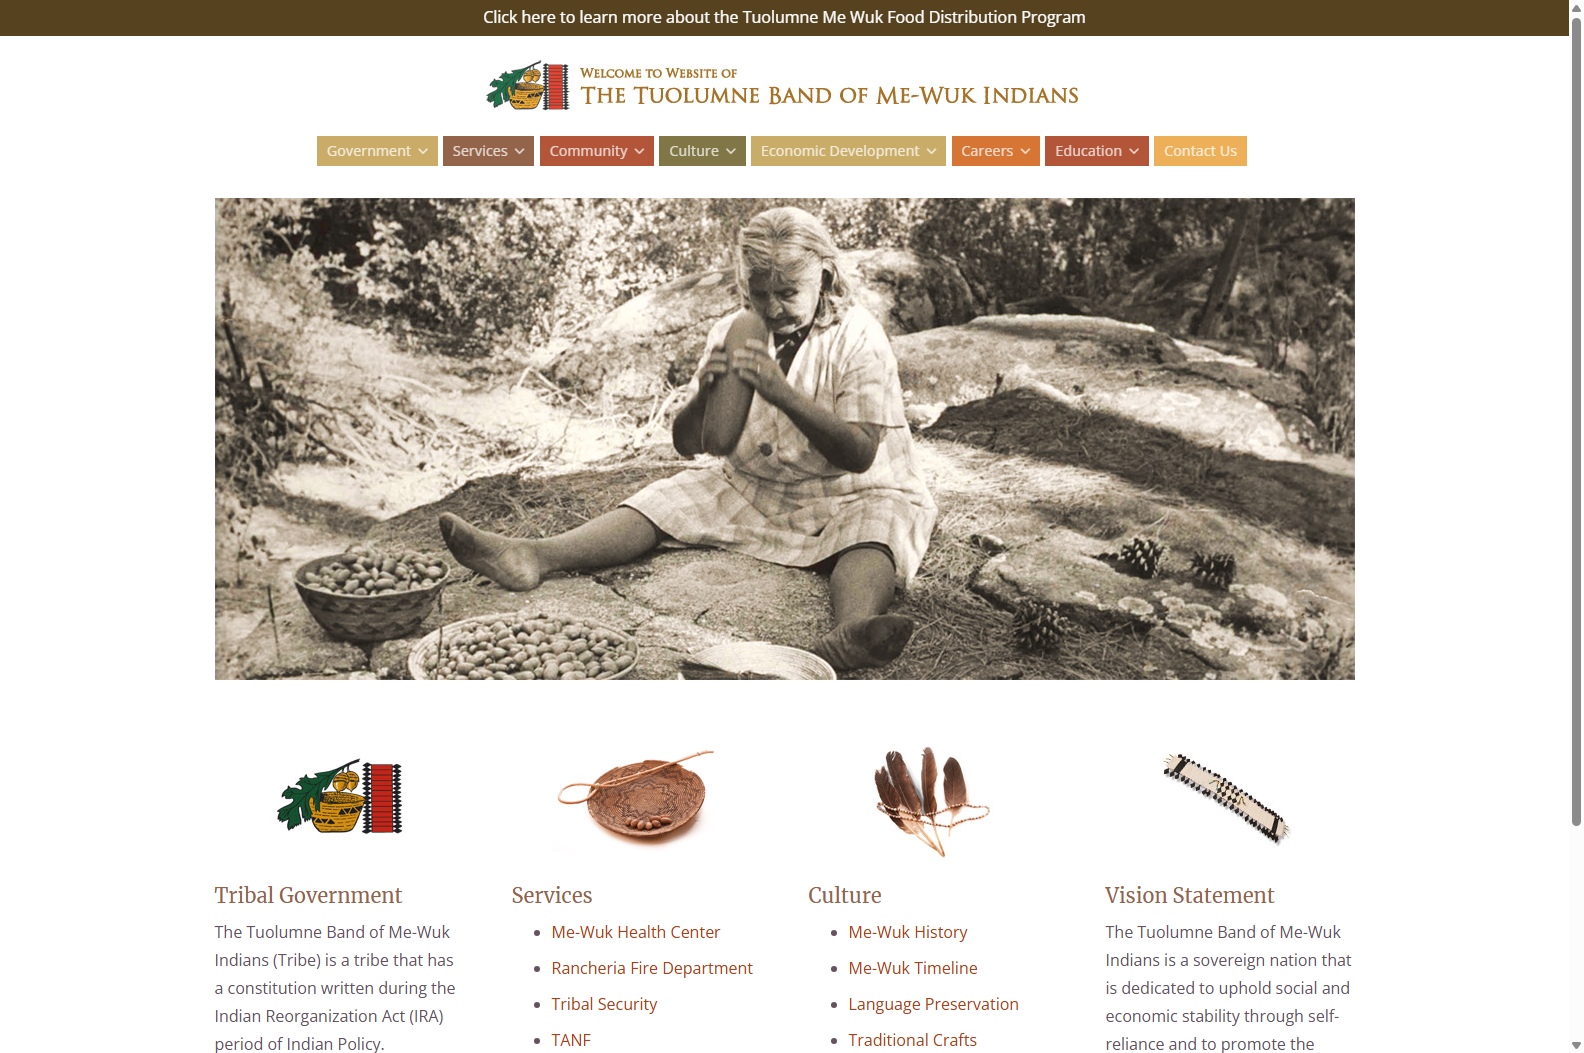 Click here to learn more about the Tuolumne Me Wuk Food Distribution Program
Welcome to Website of
The Tuolumne Band of Me-Wuk Indians
Government
Services
Community
Culture
Economic Development
Careers
Education
Contact Us
Tribal Government
The Tuolumne Band of Me-Wuk
Indians (Tribe) is a tribe that has
a constitution written during the
Indian Reorganization Act (IRA)
period of Indian Policy.
Services
Me-Wuk Health Center
Rancheria Fire Department
Tribal Security
TANF
Culture
Me-Wuk History
Me-Wuk Timeline
Language Preservation
Traditional Crafts
Vision Statement
The Tuolumne Band of Me-Wuk
Indians is a sovereign nation that
is dedicated to uphold social and
economic stability through self-
reliance and to promote the